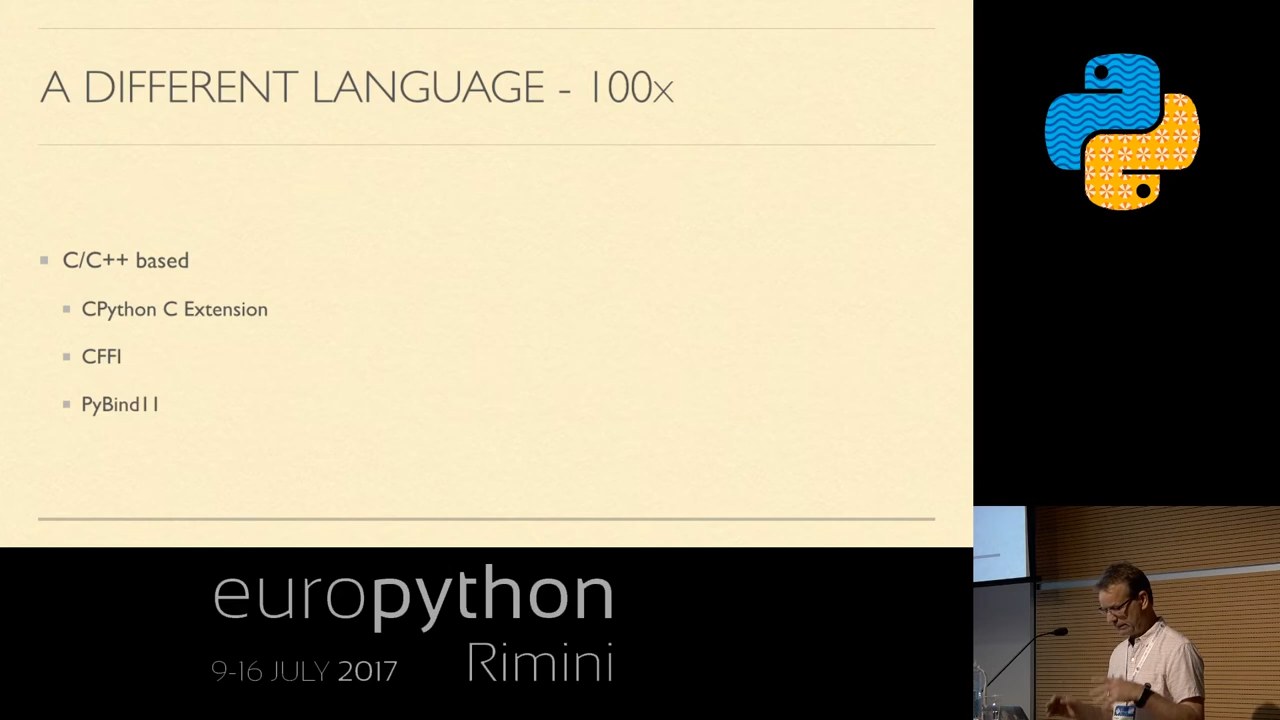 A DIFFERENT LANGUAGE - 100x
C/C++ based
CPython C Extension
CFFI
PyBind11
europython
Rimini
9-16 JULY 2017